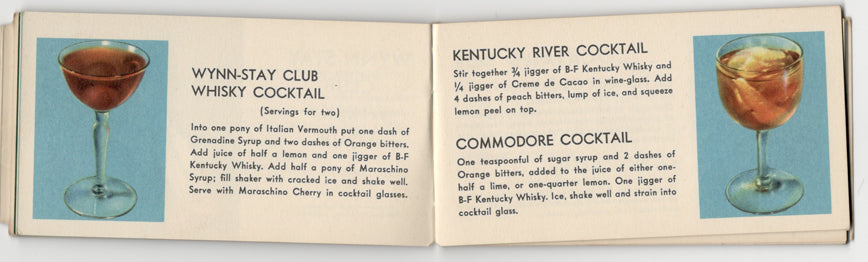 WYNN-STAY CLUB
WHISKY COCKTAIL
(Servings for two)
Into one pony of Italian Vermouth put one dash of
Grenadine Syrup and two dashes of Orange bitters.
Add juice of half a lemon and one jigger of B-F
Kentucky Whisky. Add half a pony of Maraschino
Syrup; fill shaker with cracked ice and shake well.
Serve with Maraschino Cherry in cocktail glasses.
KENTUCKY RIVER COCKTAIL
Stir together ¾ jigger of B-F Kentucky Whisky and
¼ jigger of Creme de Cacao in wine-glass. Add
4 dashes of peach bitters, lump of ice, and squeeze
lemon peel on top.
COMMODORE COCKTAIL
One teaspoonful of sugar syrup and 2 dashes of
Orange bitters, added to the juice of either one-
half a lime, or one-quarter lemon. One jigger of
B-F Kentucky Whisky. Ice, shake well and strain into
cocktail glass.